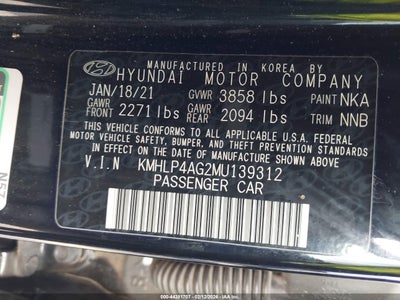 MANUFACTURED IN KOREA BY
HYUNDAI MOTOR COMPANY
JAN/18/21 GVWR 3858 lbs PAINT NKA
GAWR FRONT 2271 lbs GAWR REAR 2094 lbs TRIM NNB
THIS VEHICLE CONFORMS TO ALL APPLICABLE U.S.A. FEDERAL
MOTOR VEHICLE SAFETY, BUMPER, AND THEFT PREVENTION STANDARDS
IN EFFECT ON THE DATE OF MANUFACTURE SHOWN ABOVE.
V.I.N KMHLP4AG2MU139312
PASSENGER CAR